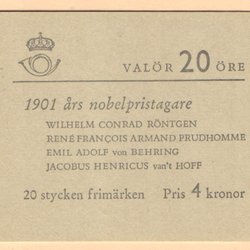 VALÖR 20 ÖRE
1901 års nobelpristagare
WILHELM CONRAD RÖNTGEN
RENÉ FRANÇOIS ARMAND PRUDHOMME
EMIL ADOLF von BEHRING
JACOBUS HENRICUS van't HOFF
20 stycken frimärken Pris 4 kronor